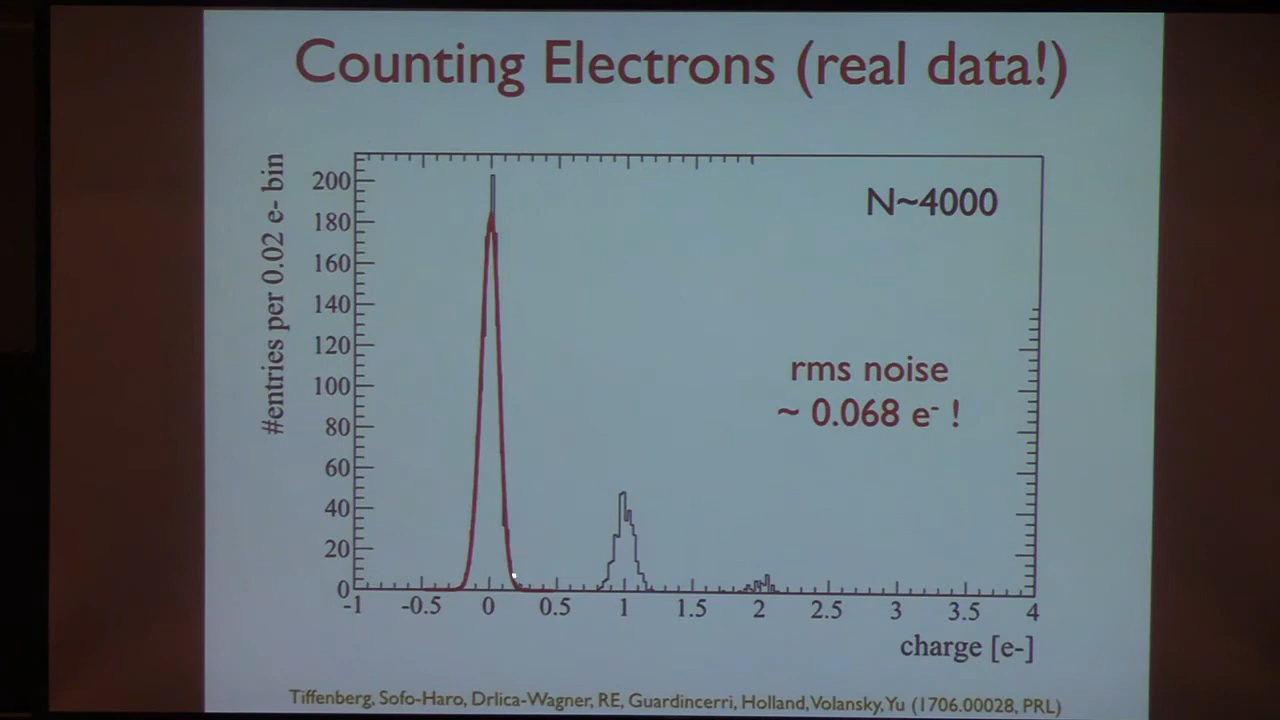 Counting Electrons (real data!)
#entries per 0.02 e- bin
200
180
160
140
120
100
80
60
40
20
0
N~4000
rms noise
~ 0.068 e- !
-1 -0.5 0 0.5 1 1.5 2 2.5 3 3.5 4
charge [e-]
Tiffenberg, Sofo-Haro, Drlica-Wagner, RE, Guardincerri, Holland, Volansky, Yu (1706.00028, PRL)